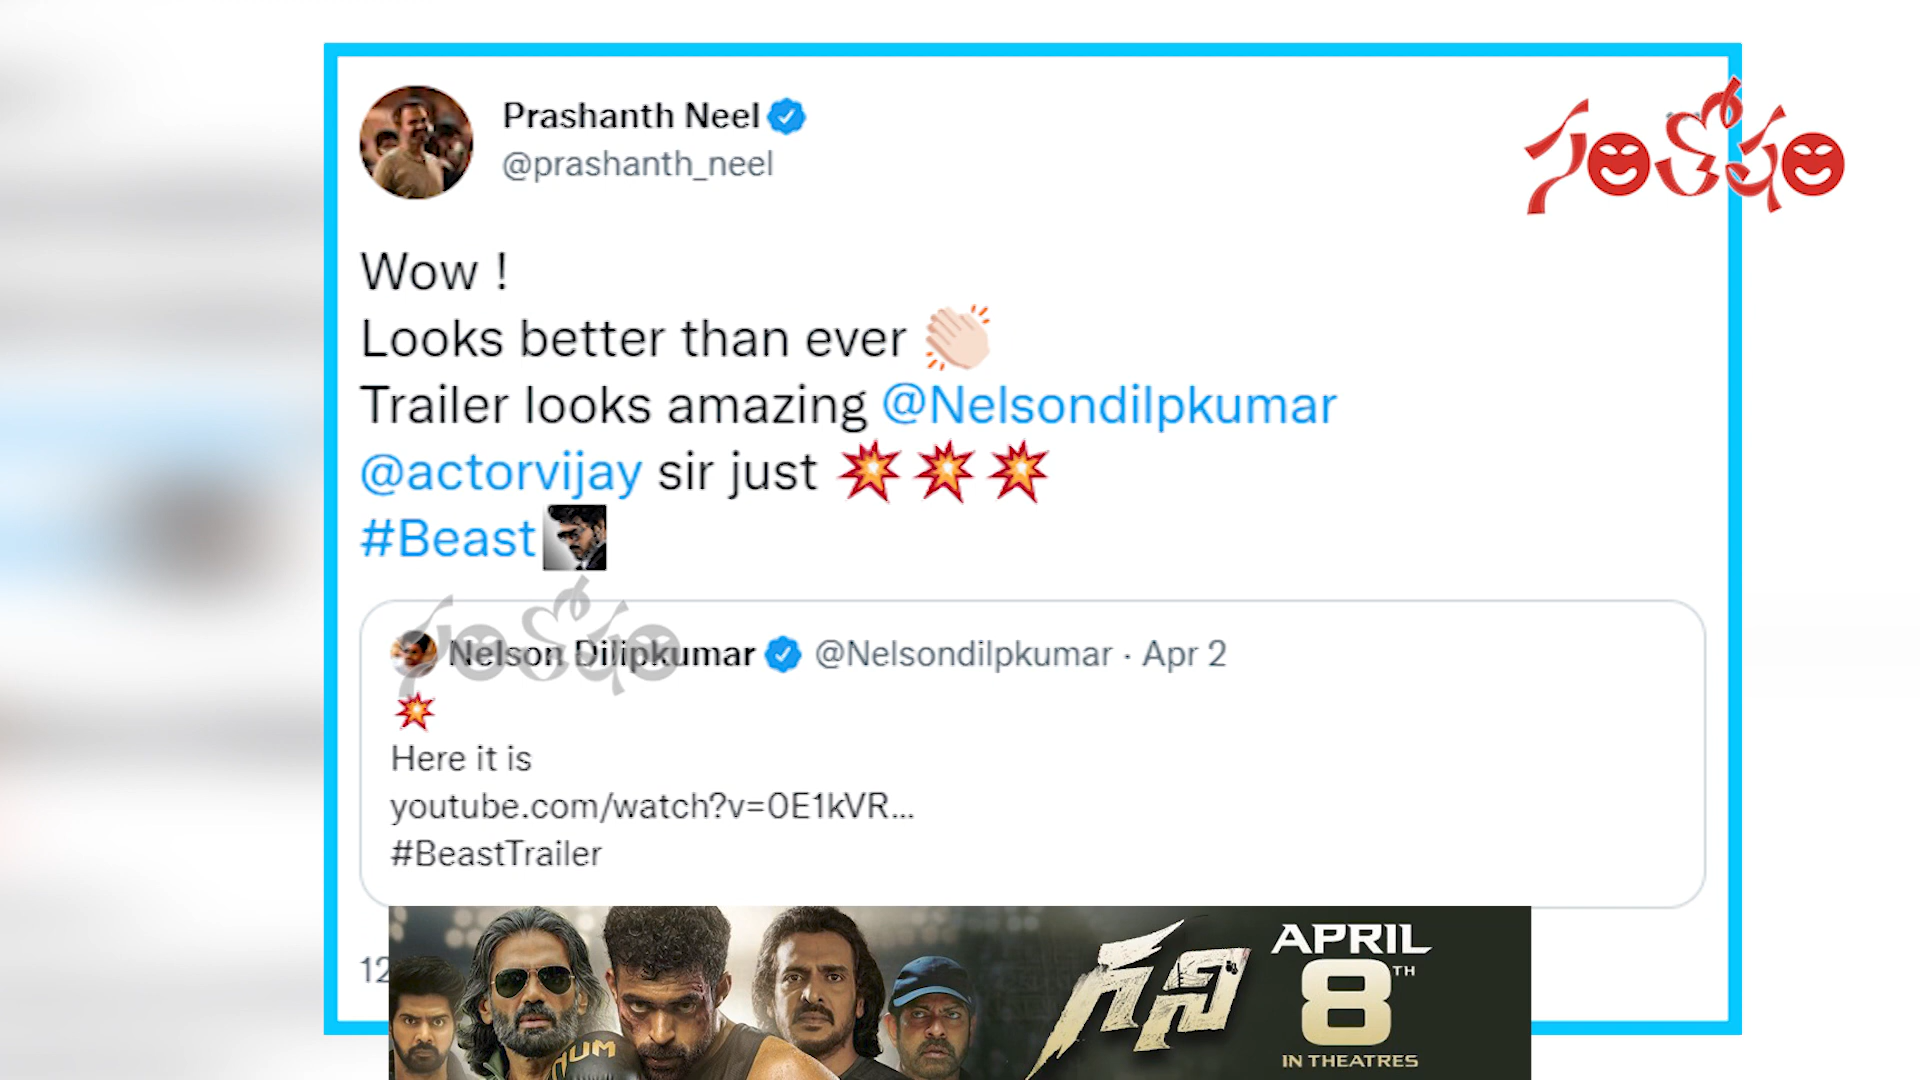 Prashanth Neel
@prashanth_neel
సంతోషం
Wow !
Looks better than ever
Trailer looks amazing @Nelsondilpkumar
@actorvijay sir just
#Beast
సంతోషం
Nelson Dilipkumar @Nelsondilpkumar · Apr 2
Here it is
youtube.com/watch?v=0E1kVR...
#BeastTrailer
12
గని
APRIL
8TH
IN THEATRES